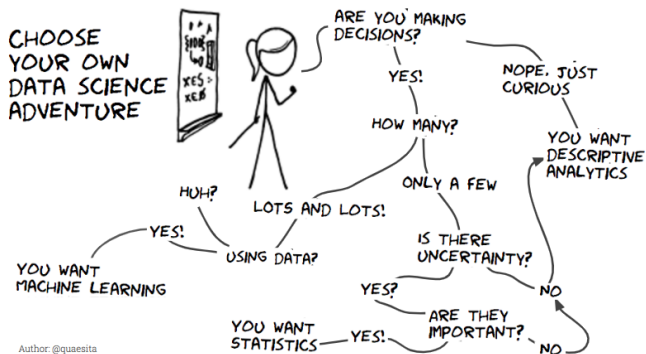 CHOOSE
YOUR OWN
DATA SCIENCE
ADVENTURE
ARE YOU MAKING
DECISIONS?
YES!
NOPE, JUST
CURIOUS
HOW MANY?
YOU WANT
DESCRIPTIVE
ANALYTICS
ONLY A FEW
HUH?
LOTS AND LOTS!
YES!
USING DATA?
IS THERE
UNCERTAINTY?
YOU WANT
MACHINE LEARNING
YES?
NO
ARE THEY
IMPORTANT?
YOU WANT
STATISTICS
YES!
NO
Author: @quaesita